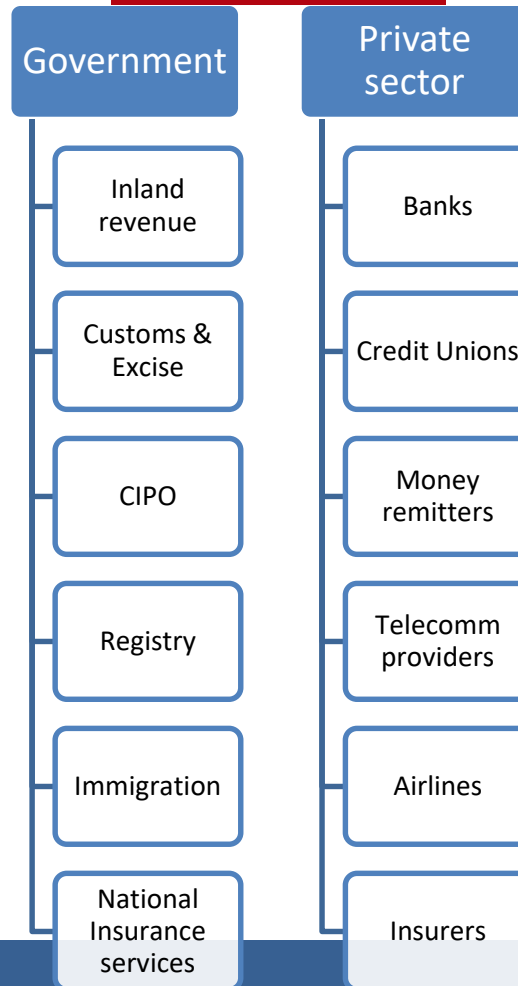 Government
Inland
revenue
Customs &
Excise
CIPO
Registry
Immigration
National
Insurance
services
Private
sector
Banks
Credit Unions
Money
remitters
Telecomm
providers
Airlines
Insurers